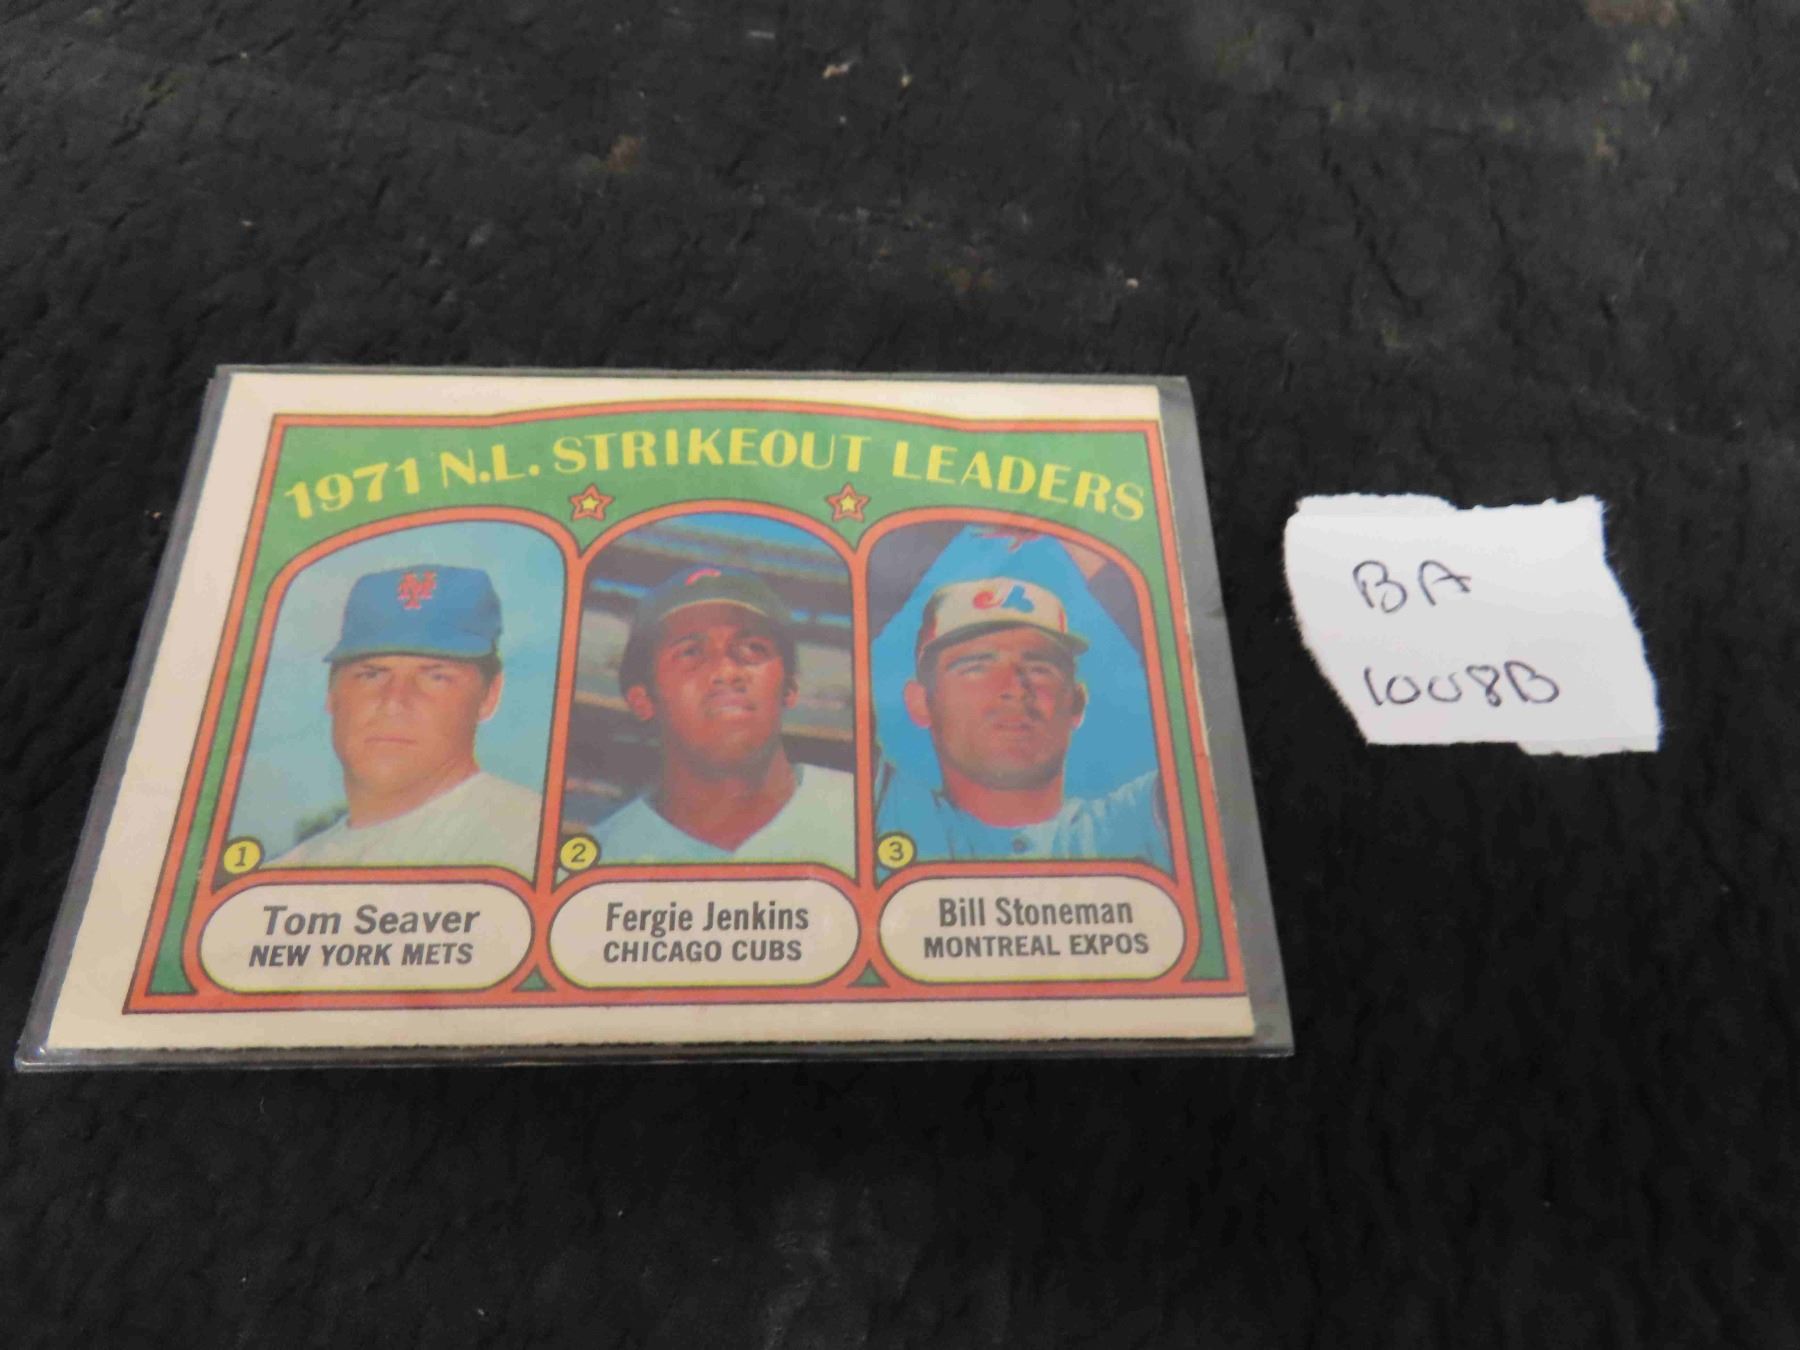 1971 N.L. STRIKEOUT LEADERS
1
2
3
Tom Seaver
NEW YORK METS
Fergie Jenkins
CHICAGO CUBS
Bill Stoneman
MONTREAL EXPOS
BA
1008B